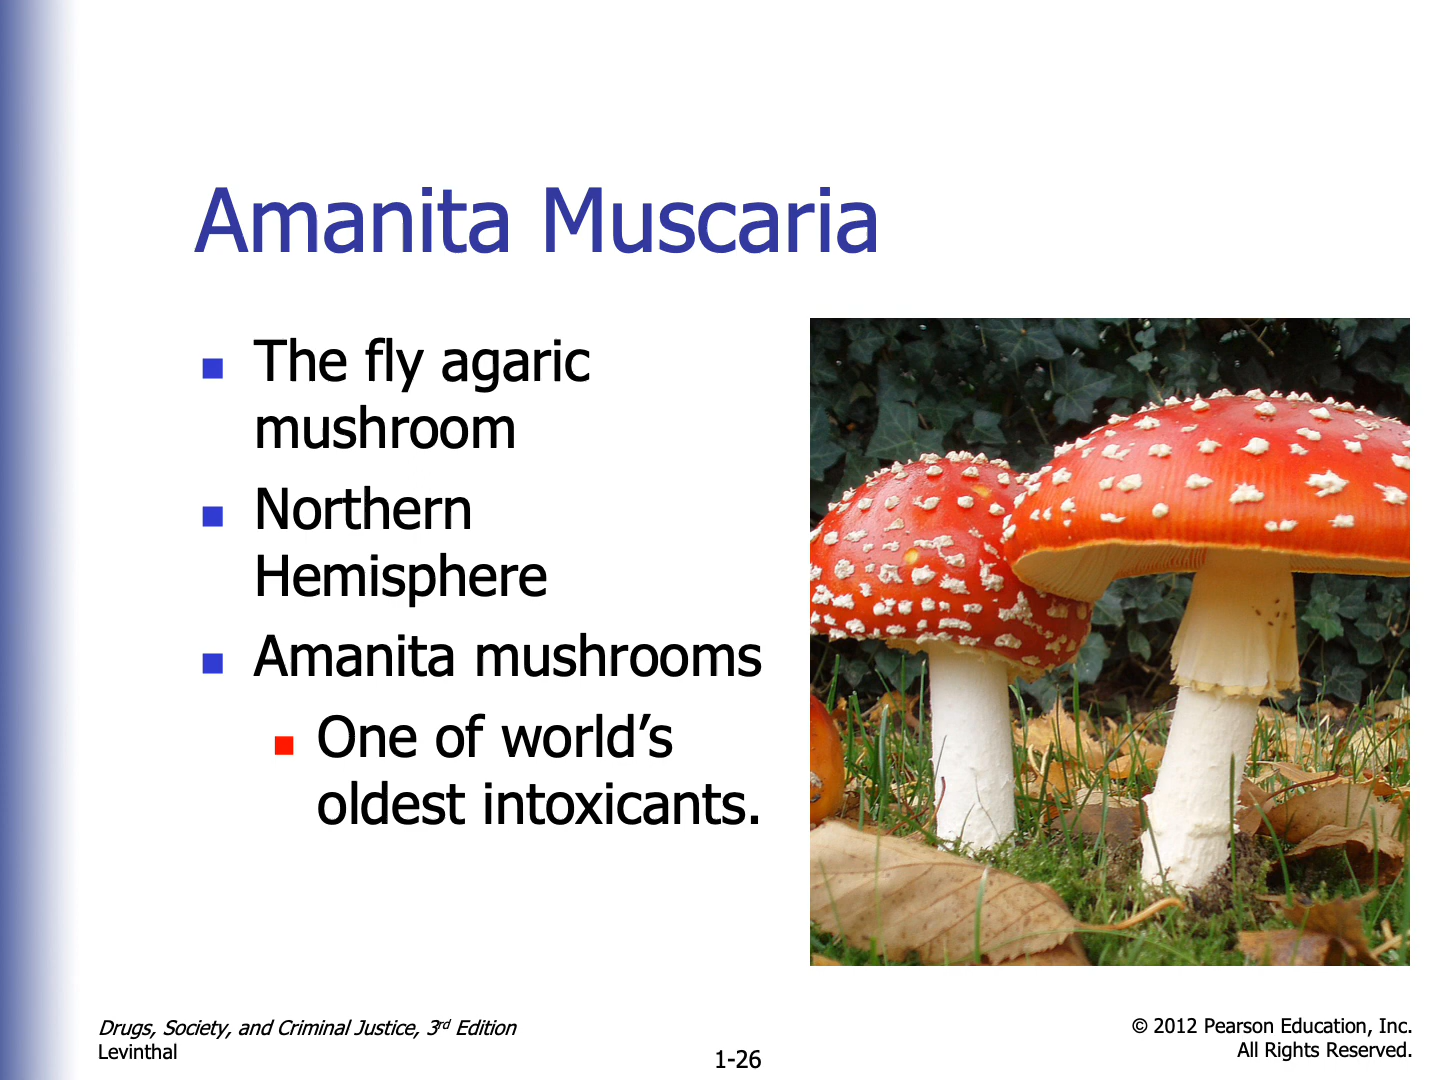 Amanita Muscaria
The fly agaric
mushroom
Northern
Hemisphere
Amanita mushrooms
One of world’s
oldest intoxicants.
Drugs, Society, and Criminal Justice, 3rd Edition
Levinthal
1-26
© 2012 Pearson Education, Inc.
All Rights Reserved.